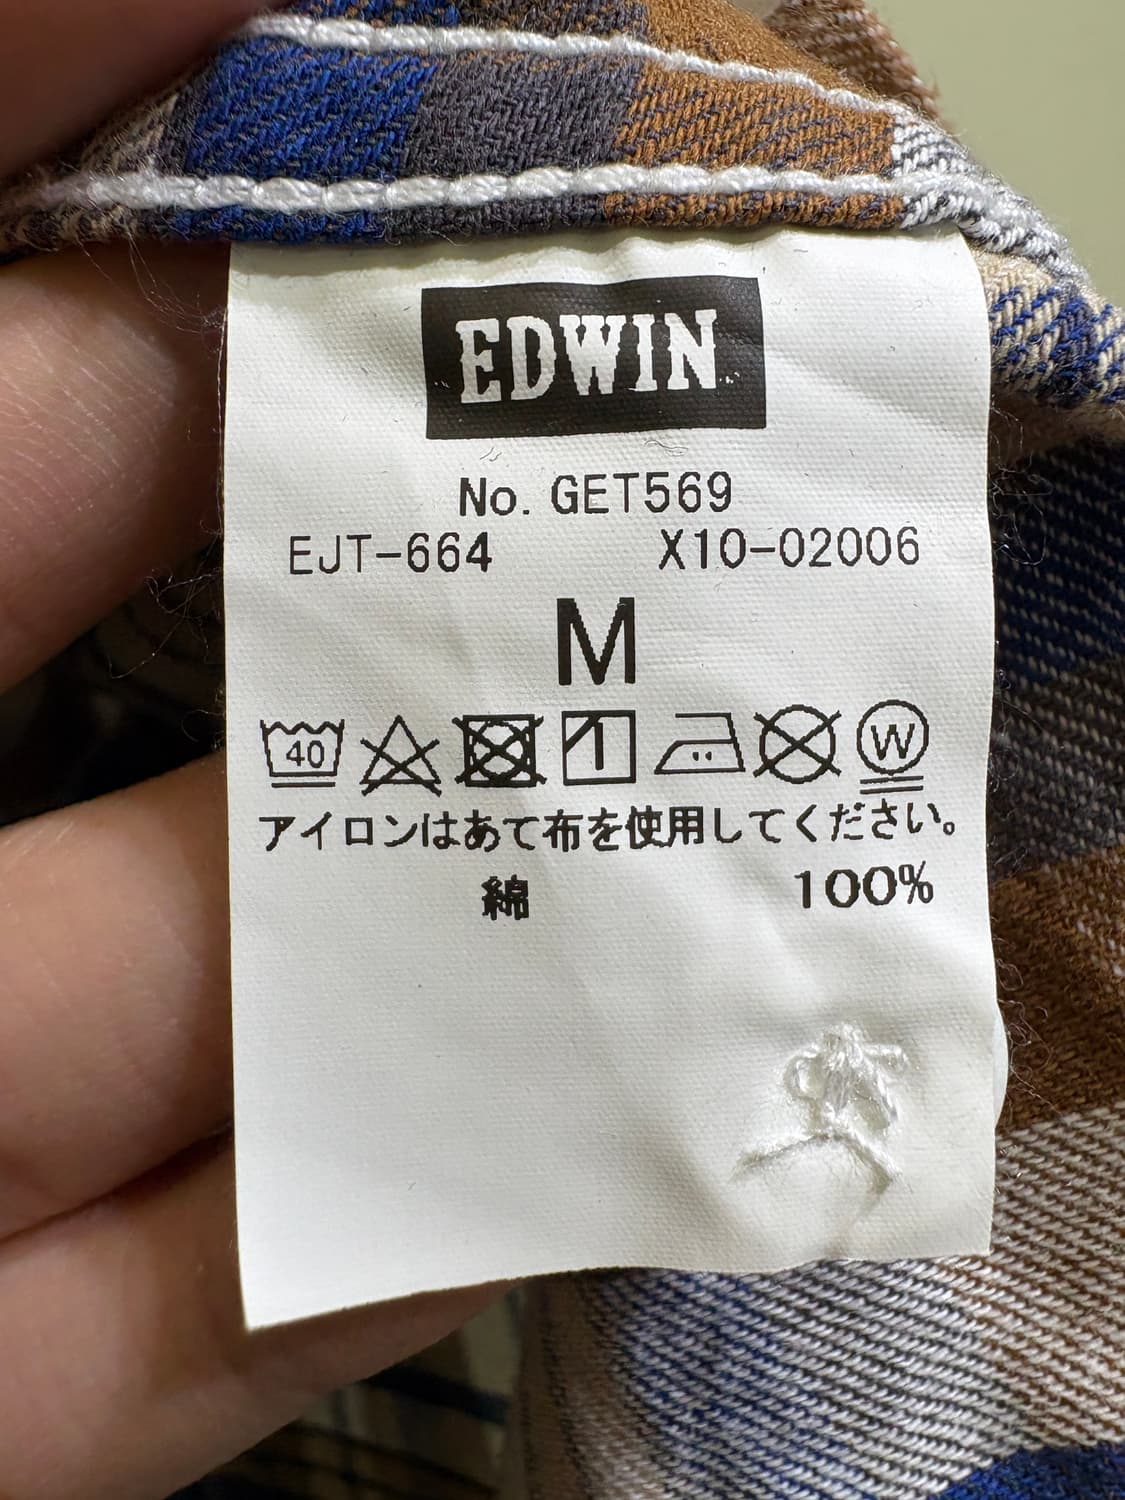 EDWIN
No. GET569
EJT-664 X10-02006
M
40 W
アイロンはあて布を使用してください。
綿 100%